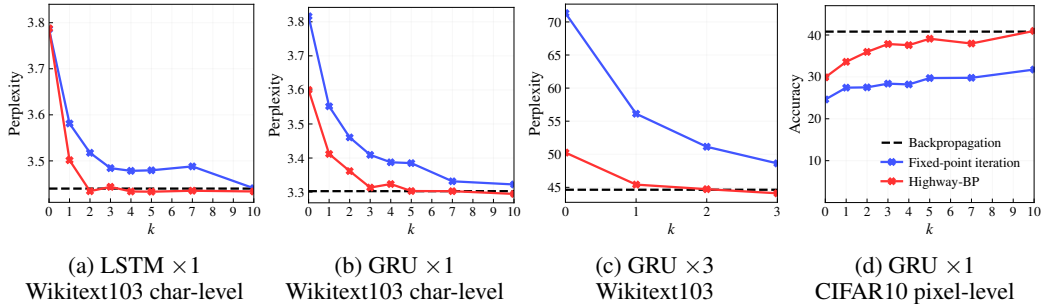 3.8
3.7
3.6
3.5
Perplexity
0 1 2 3 4 5 6 7 8 9 10
k
(a) LSTM ×1
Wikitext103 char-level
3.8
3.7
3.6
3.5
3.4
3.3
Perplexity
0 1 2 3 4 5 6 7 8 9 10
k
(b) GRU ×1
Wikitext103 char-level
70
65
60
55
50
45
Perplexity
0 1 2 3
k
(c) GRU ×3
Wikitext103
40
30
20
10
Accuracy
Backpropagation
Fixed-point iteration
Highway-BP
0 1 2 3 4 5 6 7 8 9 10
k
(d) GRU ×1
CIFAR10 pixel-level